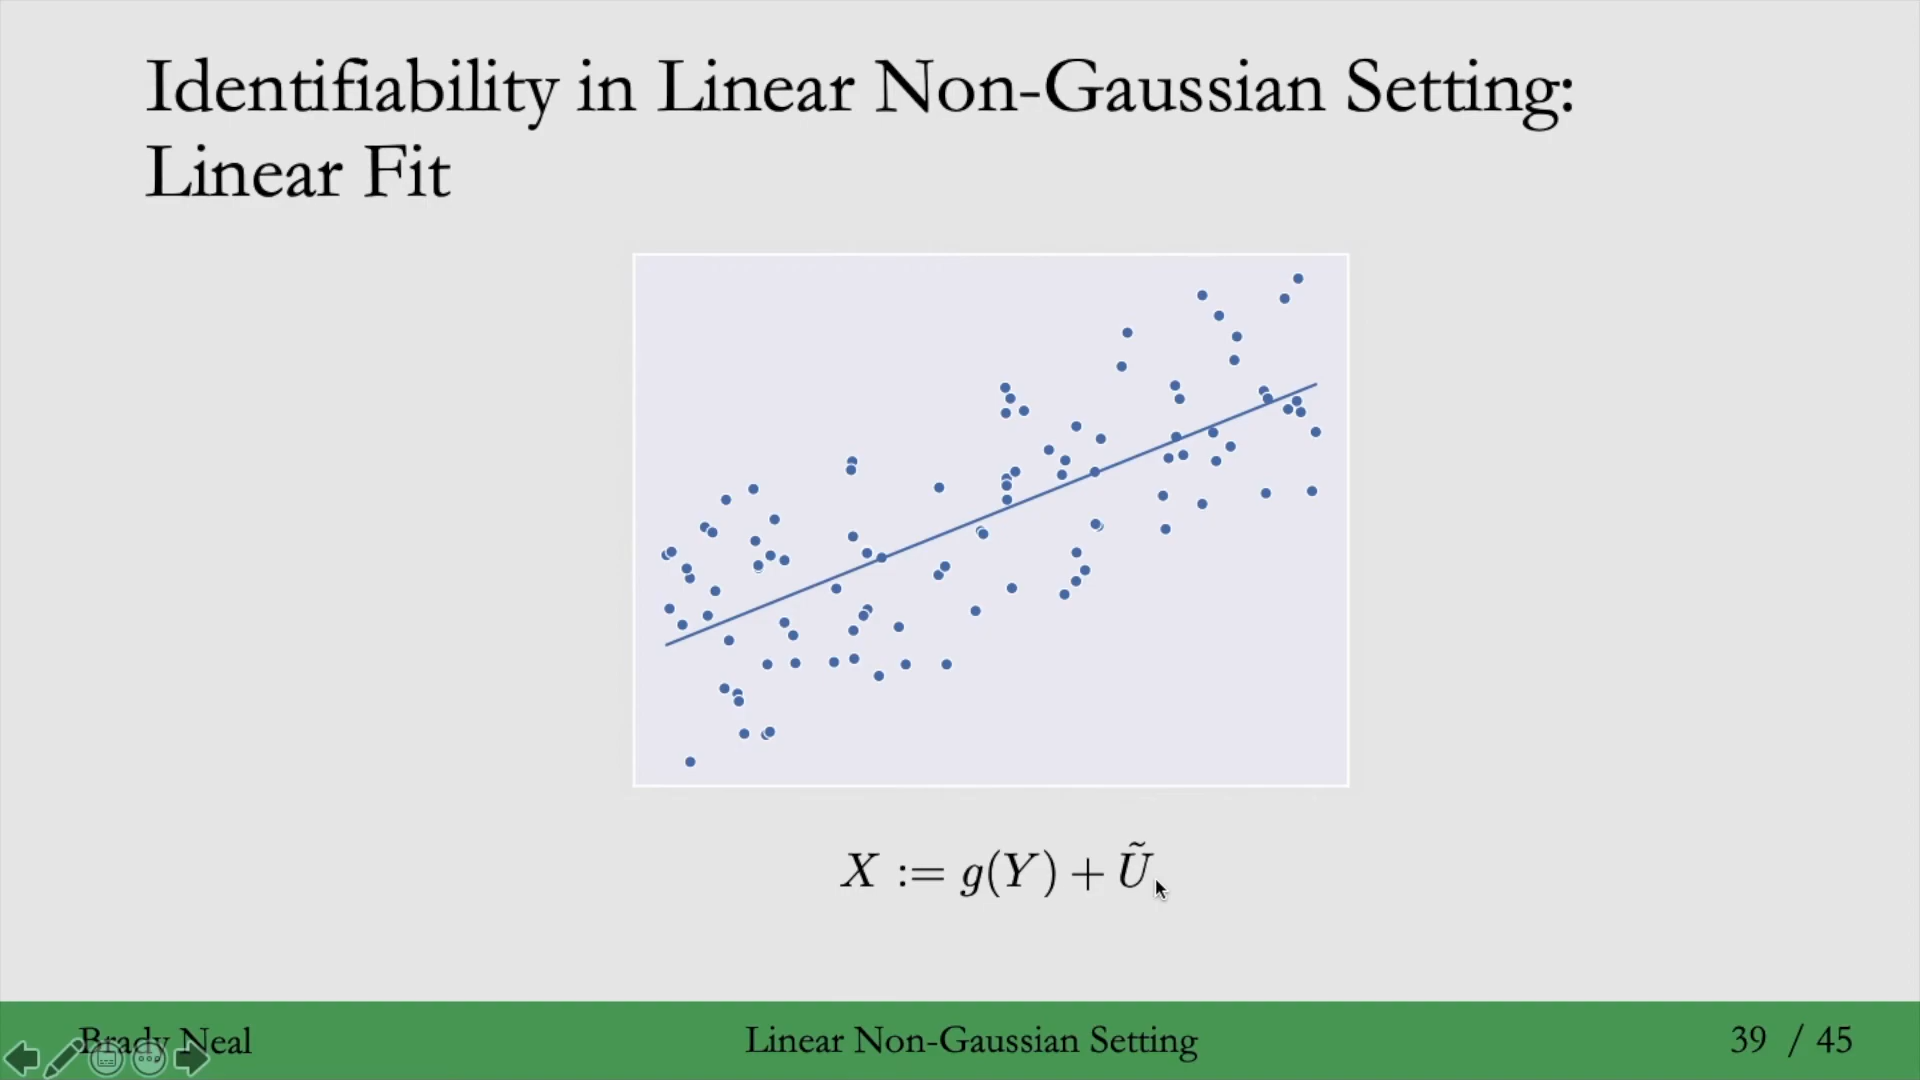 Identifiability in Linear Non-Gaussian Setting:
Linear Fit
X := g(Y) + Ũ
Brady Neal
Linear Non-Gaussian Setting
39 / 45